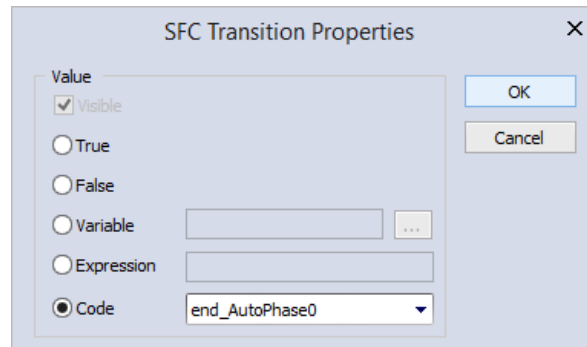 SFC Transition Properties
Value
Visible
OK
True
Cancel
False
Variable
...
Expression
Code
end_AutoPhase0